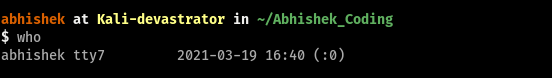 abhishek at Kali-devastrator in ~/Abhishek_Coding
$ who
abhishek tty7         2021-03-19 16:40 (:0)